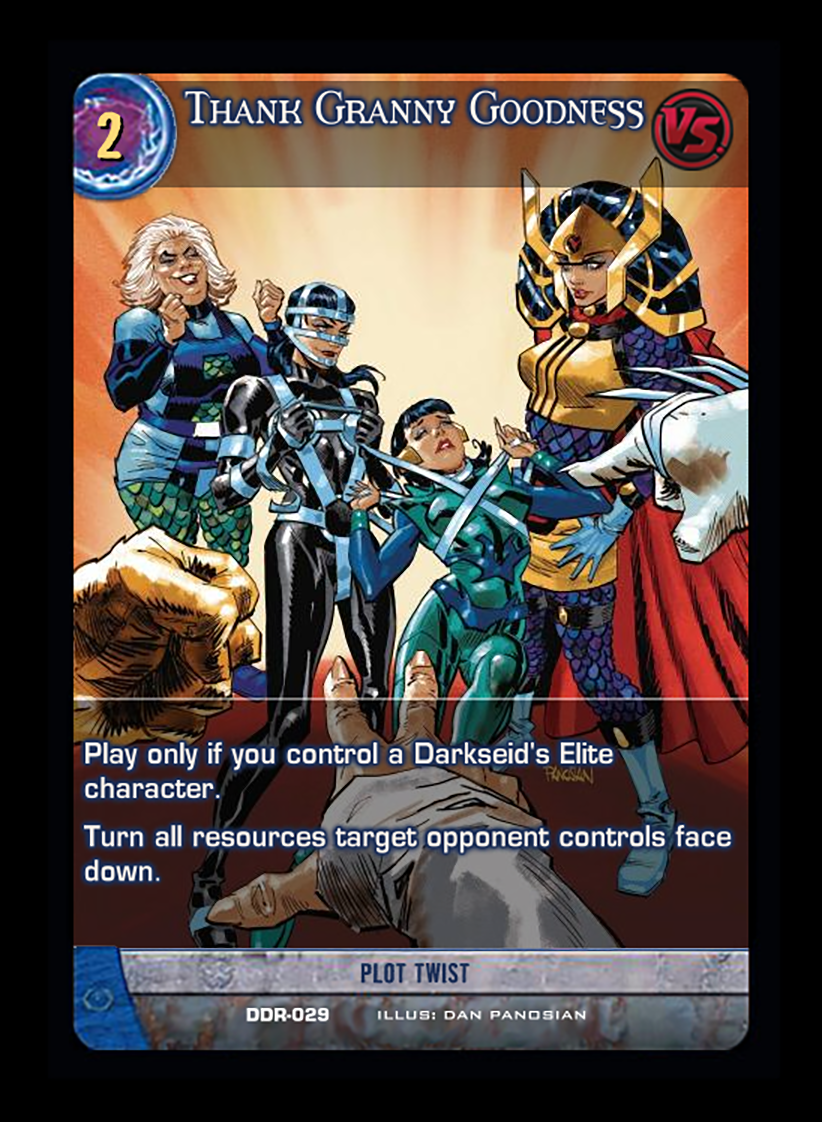 2
THANK GRANNY GOODNESS
VS.
Play only if you control a Darkseid's Elite
character.
PANOSIAN
Turn all resources target opponent controls face
down.
PLOT TWIST
DDR-029 ILLUS: DAN PANOSIAN